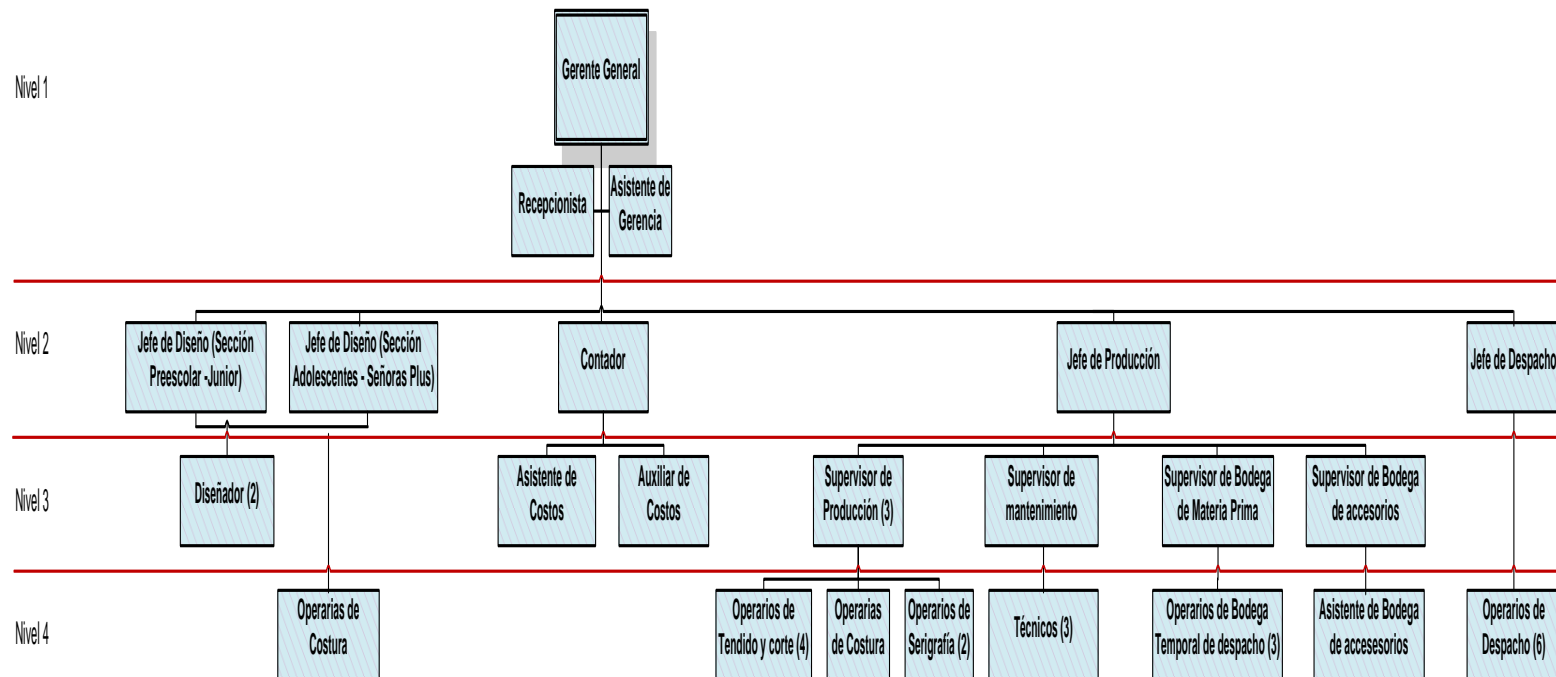 Nivel 1
Gerente General
Recepcionista
Asistente de
Gerencia
Nivel 2
Jefe de Diseño (Sección
Preescolar -Junior)
Jefe de Diseño (Sección
Adolescentes - Señoras Plus)
Contador
Jefe de Producción
Jefe de Despacho
Nivel 3
Diseñador (2)
Asistente de
Costos
Auxiliar de
Costos
Supervisor de
Producción (3)
Supervisor de
mantenimiento
Supervisor de Bodega
de Materia Prima
Supervisor de Bodega
de accesorios
Nivel 4
Operarias de
Costura
Operarios de
Tendido y corte (4)
Operarias
de Costura
Operarios de
Serigrafía (2)
Técnicos (3)
Operarios de Bodega
Temporal de despacho (3)
Asistente de Bodega
de accesesorios
Operarios de
Despacho (6)